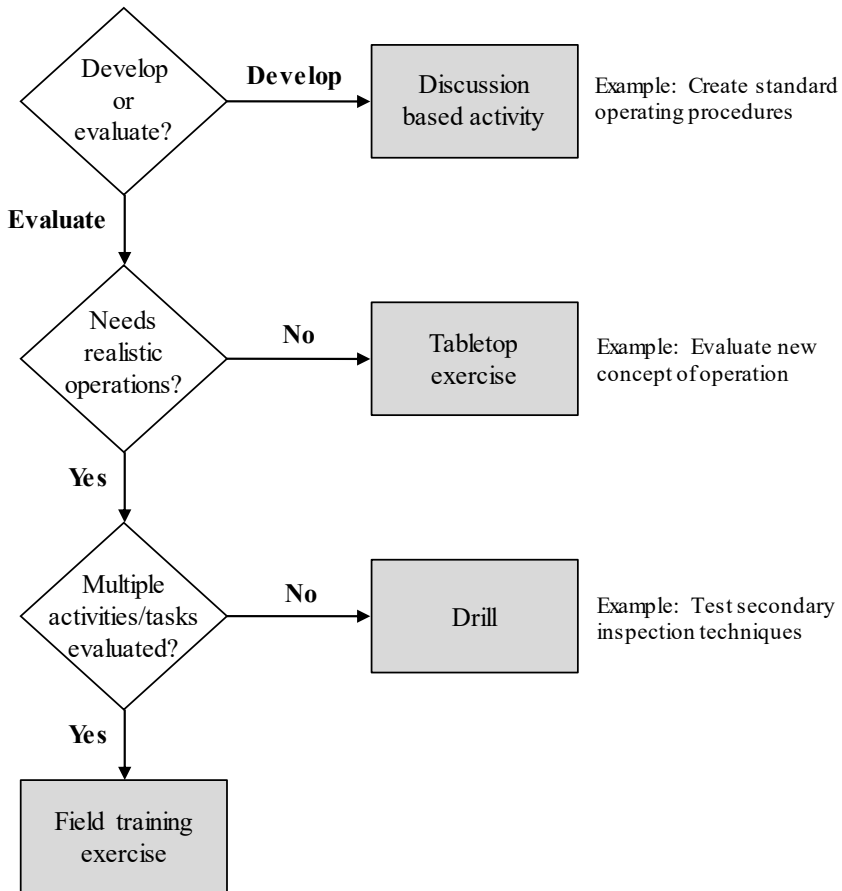 Develop
or
evaluate?
Develop
Discussion
based activity
Example: Create standard
operating procedures
Evaluate
Needs
realistic
operations?
No
Tabletop
exercise
Example: Evaluate new
concept of operation
Yes
Multiple
activities/tasks
evaluated?
No
Drill
Example: Test secondary
inspection techniques
Yes
Field training
exercise